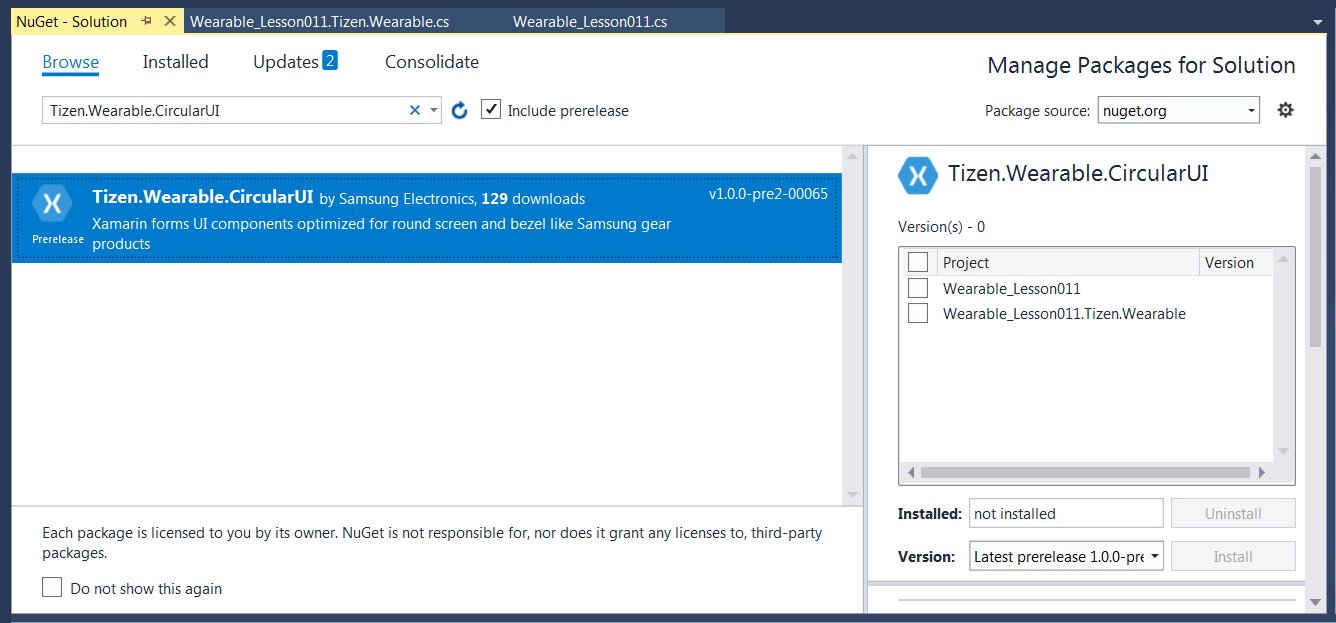 NuGet - Solution
Wearable_Lesson011.Tizen.Wearable.cs
Wearable_Lesson011.cs
Browse
Installed
Updates 2
Consolidate
Manage Packages for Solution
Tizen.Wearable.CircularUI
Include prerelease
Package source: nuget.org
Tizen.Wearable.CircularUI by Samsung Electronics, 129 downloads
v1.0.0-pre2-00065
Xamarin forms UI components optimized for round screen and bezel like Samsung gear
products
Prerelease
Each package is licensed to you by its owner. NuGet is not responsible for, nor does it grant any licenses to, third-party
packages.
Do not show this again
Tizen.Wearable.CircularUI
Version(s) - 0
Project Version
Wearable_Lesson011
Wearable_Lesson011.Tizen.Wearable
Installed: not installed Uninstall
Version: Latest prerelease 1.0.0-pre Install